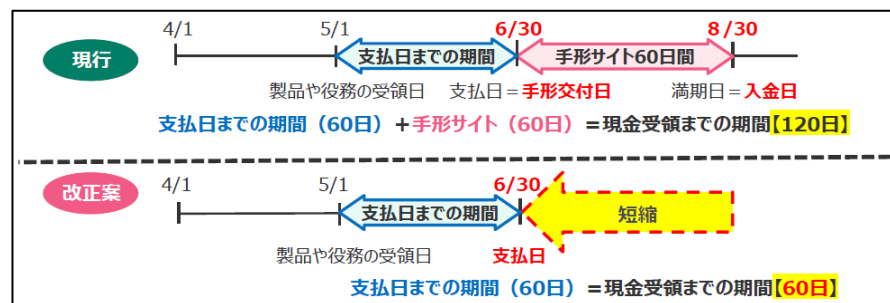 4/1 5/1 6/30 8/30
現行 支払日までの期間 手形サイト60日間
製品や役務の受領日 支払日＝手形交付日 満期日＝入金日
支払日までの期間（60日）＋手形サイト（60日）＝現金受領までの期間【120日】
4/1 5/1 6/30
改正案 支払日までの期間 短縮
製品や役務の受領日 支払日
支払日までの期間（60日）＝現金受領までの期間【60日】